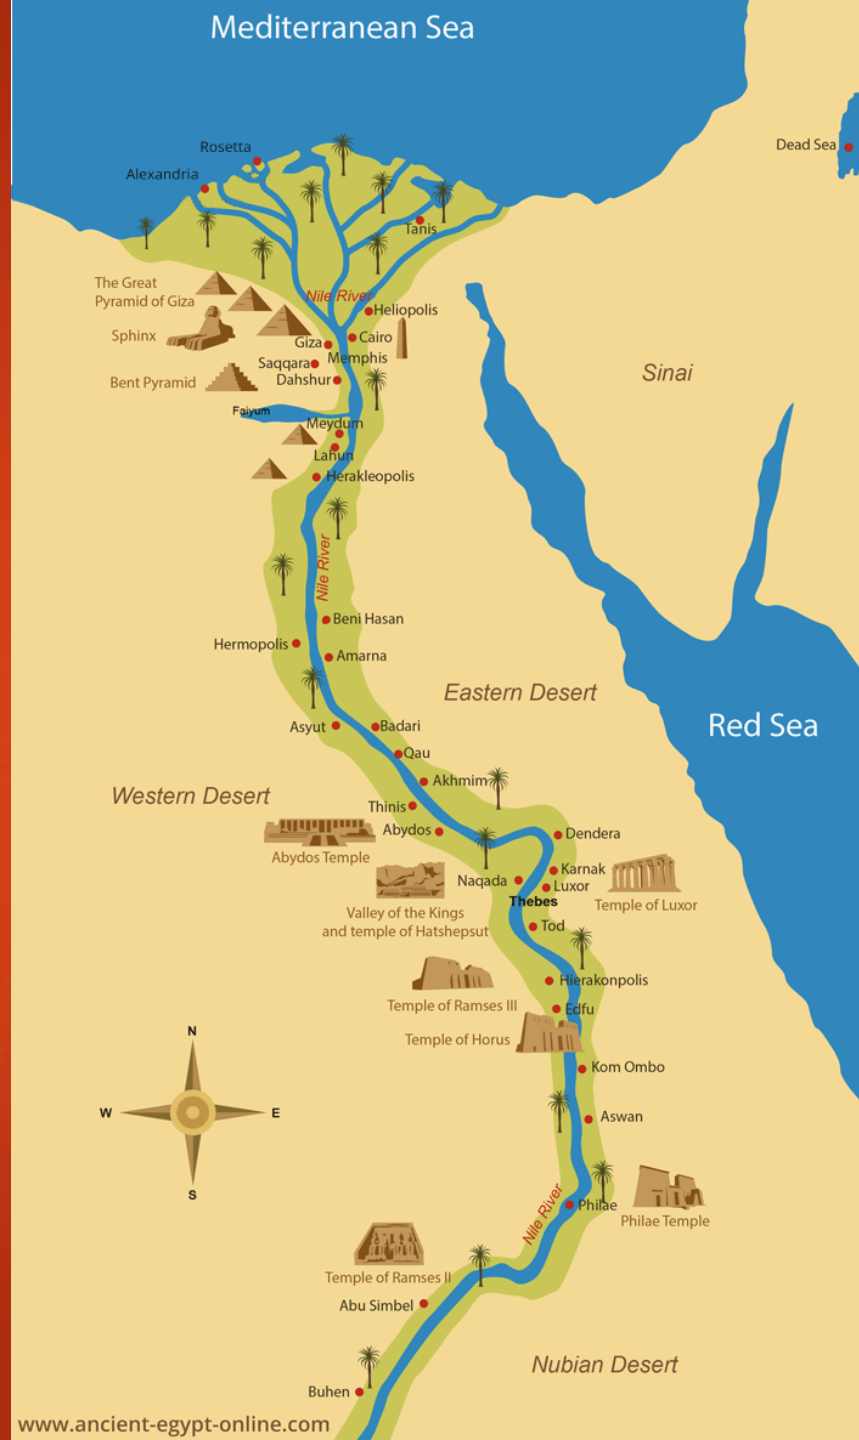 Mediterranean Sea
Rosetta
Dead Sea
Alexandria
Tanis
The Great
Pyramid of Giza
Nile River
Heliopolis
Sphinx
Cairo
Giza
Memphis
Saqqara
Sinai
Bent Pyramid
Dahshur
Faiyum
Meydum
Lahun
Herakleopolis
Nile River
Beni Hasan
Hermopolis
Amarna
Eastern Desert
Asyut
Badari
Red Sea
Qau
Akhmim
Western Desert
Thinis
Abydos
Dendera
Abydos Temple
Karnak
Naqada
Luxor
Thebes
Temple of Luxor
Valley of the Kings
and temple of Hatshepsut
Tod
Hierakonpolis
Temple of Ramses III
Edfu
Temple of Horus
N
Kom Ombo
W
E
Aswan
S
Nile River
Philae
Philae Temple
Temple of Ramses II
Abu Simbel
Nubian Desert
Buhen
www.ancient-egypt-online.com